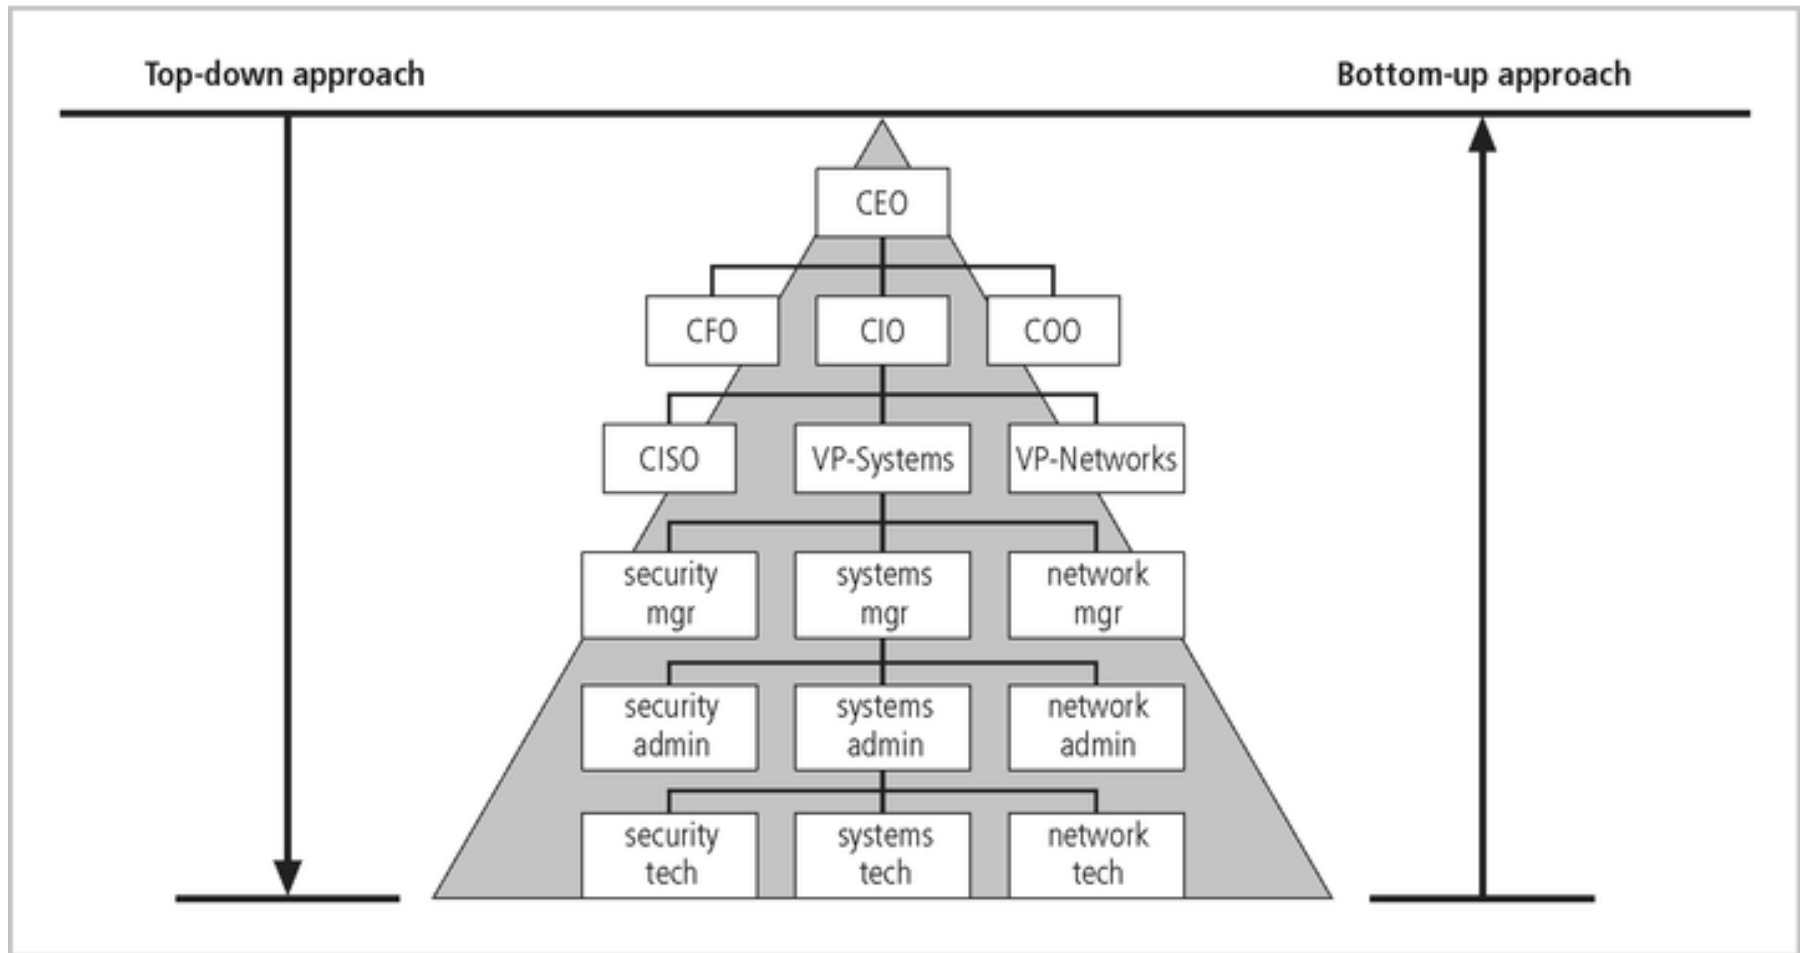 Top-down approach
Bottom-up approach
CEO
CFO
CIO
COO
CISO
VP-Systems
VP-Networks
security
mgr
systems
mgr
network
mgr
security
admin
systems
admin
network
admin
security
tech
systems
tech
network
tech